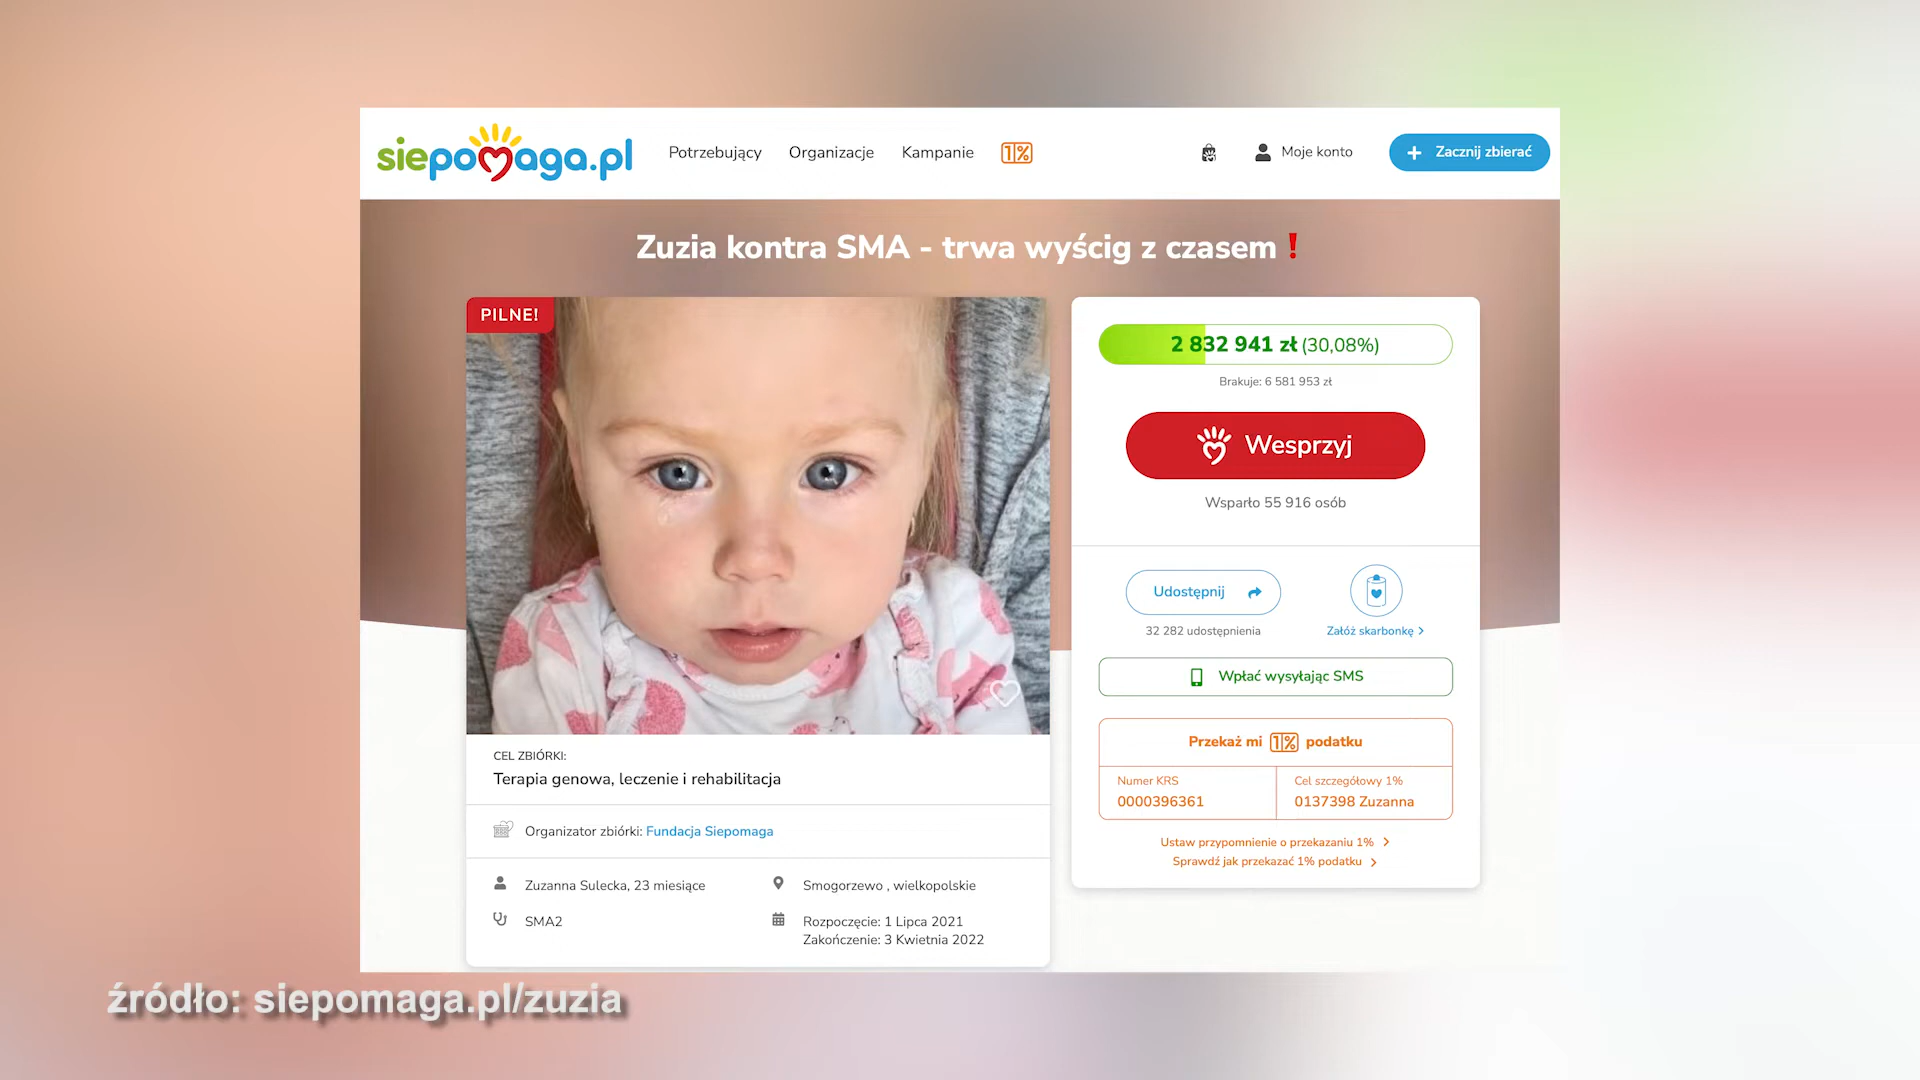 siepomaga.pl
Potrzebujący Organizacje Kampanie 1% Moje konto + Zacznij zbierać
Zuzia kontra SMA - trwa wyścig z czasem !
PILNE!
CEL ZBIÓRKI:
Terapia genowa, leczenie i rehabilitacja
Organizator zbiórki: Fundacja Siepomaga
Zuzanna Sulecka, 23 miesiące
Smogorzewo , wielkopolskie
SMA2
Rozpoczęcie: 1 Lipca 2021
Zakończenie: 3 Kwietnia 2022
2 832 941 zł (30,08%)
Brakuje: 6 581 953 zł
Wesprzyj
Wsparło 55 916 osób
Udostępnij
32 282 udostępnienia
Załóż skarbonkę >
Wpłać wysyłając SMS
Przekaż mi 1% podatku
Numer KRS
0000396361
Cel szczegółowy 1%
0137398 Zuzanna
Ustaw przypomnienie o przekazaniu 1% >
Sprawdź jak przekazać 1% podatku >
źródło: siepomaga.pl/zuzia